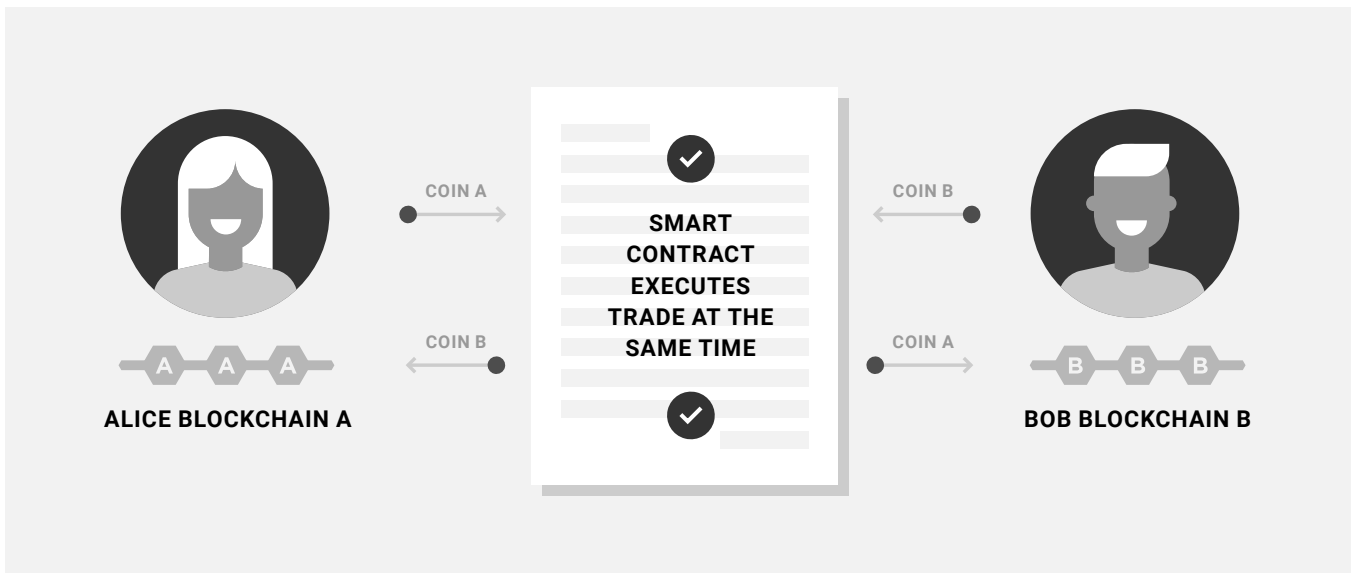 COIN A
COIN B
SMART
CONTRACT
EXECUTES
TRADE AT THE
SAME TIME
COIN B
COIN A
A A A
B B B
ALICE BLOCKCHAIN A
BOB BLOCKCHAIN B